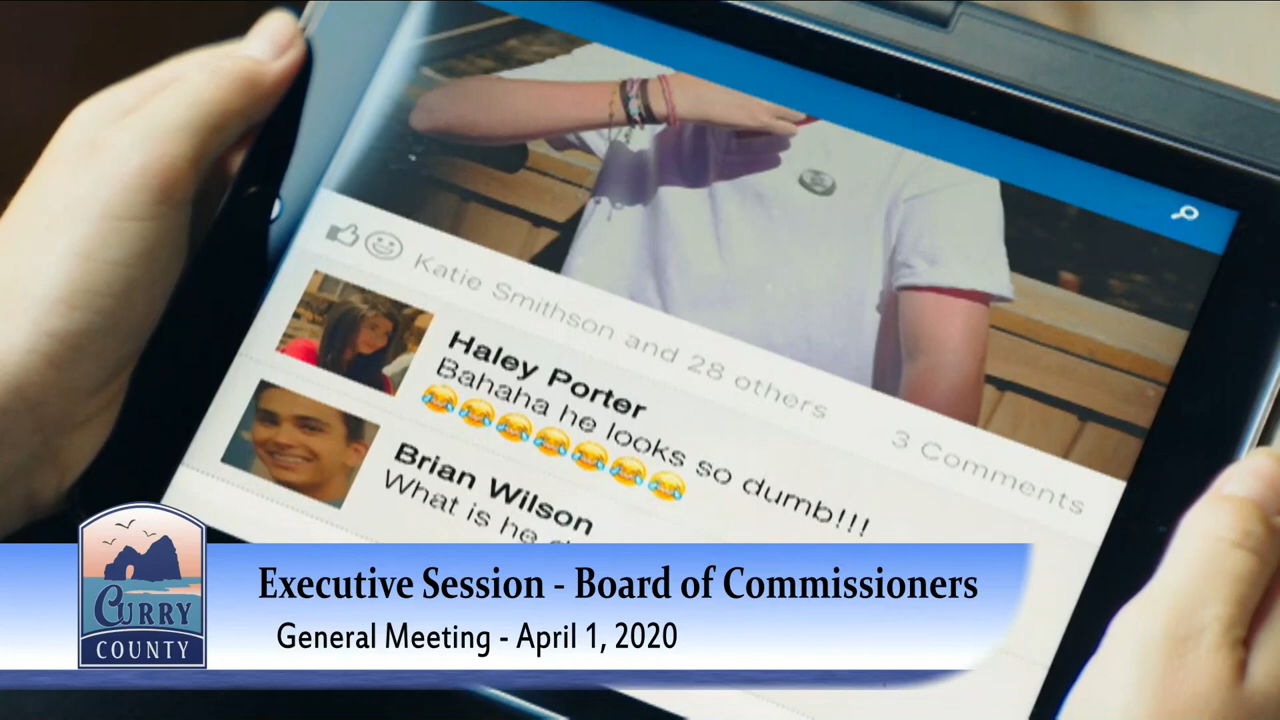 Katie Smithson and 28 others
3 Comments
Haley Porter
Bahaha he looks so dumb!!!
😂😂😂😂😂😂😂
Brian Wilson
What is he
Executive Session - Board of Commissioners
General Meeting - April 1, 2020
CURRY
COUNTY